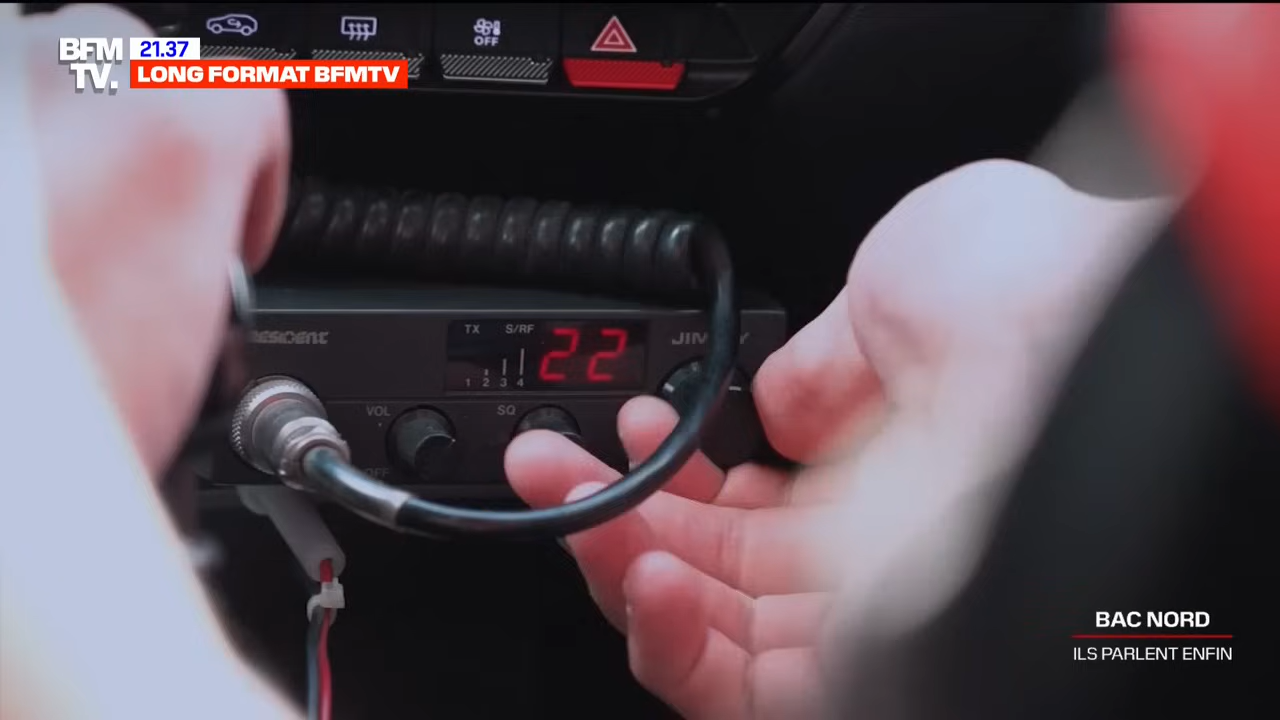 OFF
BFM
TV.
21.37
LONG FORMAT BFMTV
TX
S/RF
22
1 2 3 4
VOL
SQ
OFF
BAC NORD
ILS PARLENT ENFIN